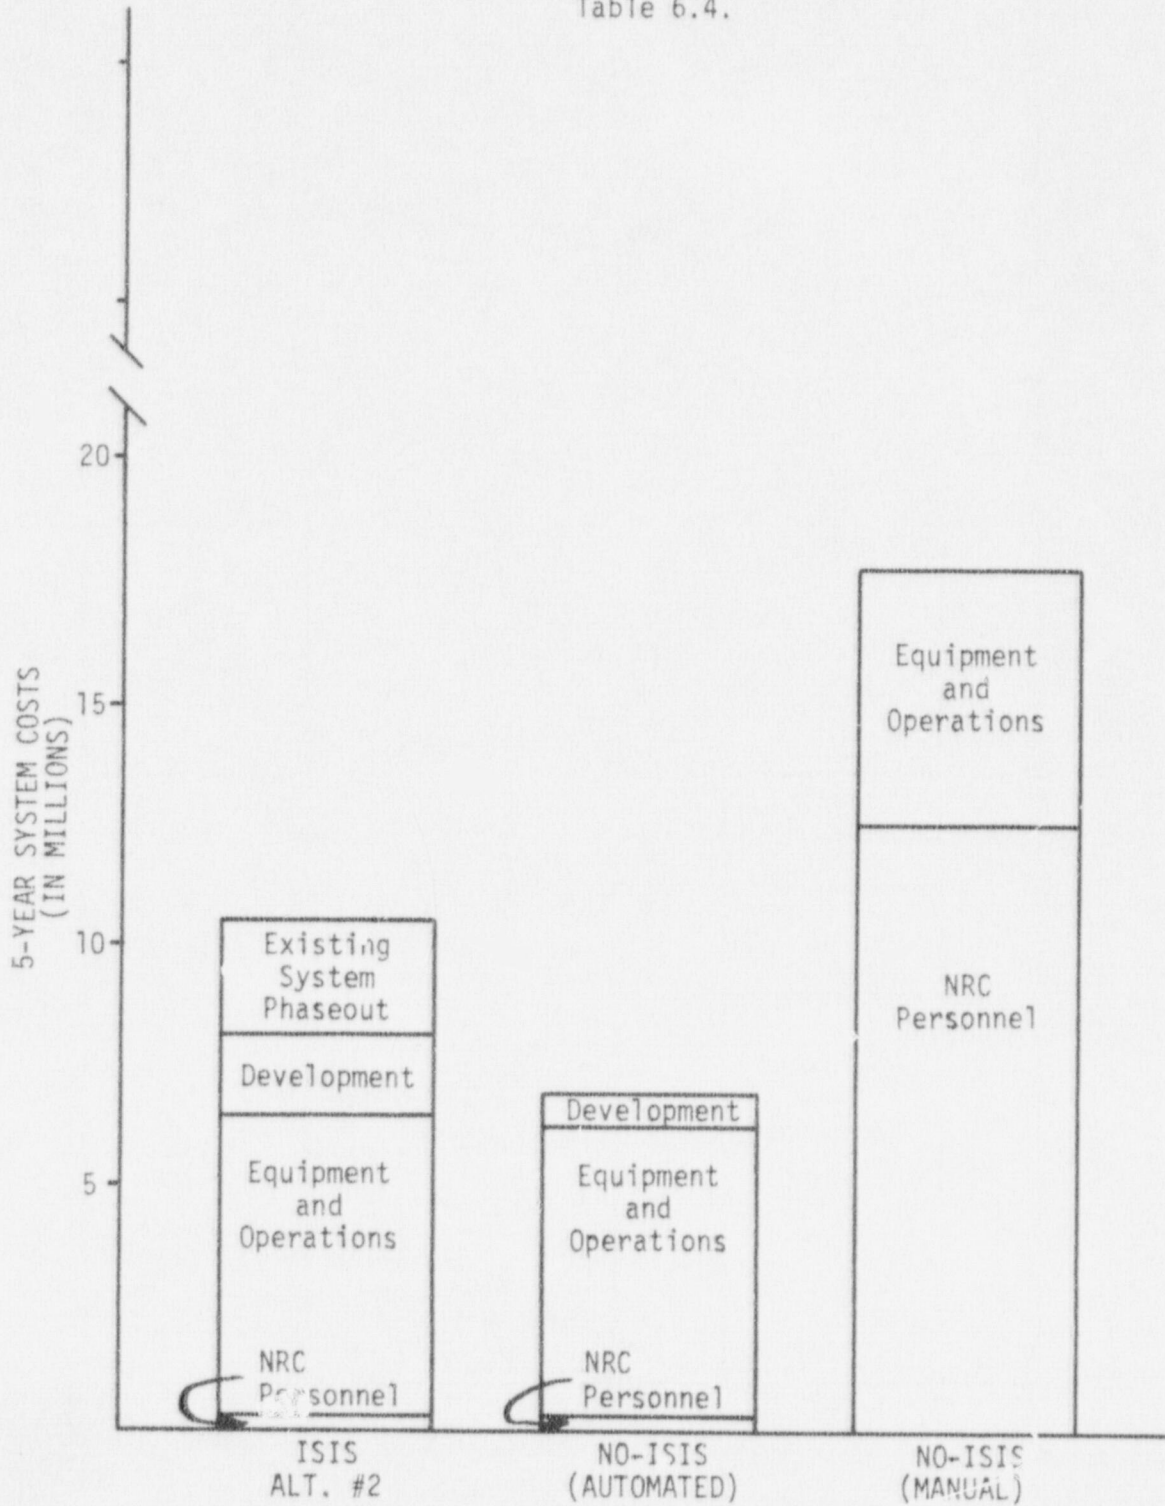 Table 6.4.
20
15
10
5
5-YEAR SYSTEM COSTS
(IN MILLIONS)
Existing
System
Phaseout
Development
Equipment
and
Operations
NRC
Personnel
ISIS
ALT. #2
Development
Equipment
and
Operations
NRC
Personnel
NO-ISIS
(AUTOMATED)
Equipment
and
Operations
NRC
Personnel
NO-ISIS
(MANUAL)